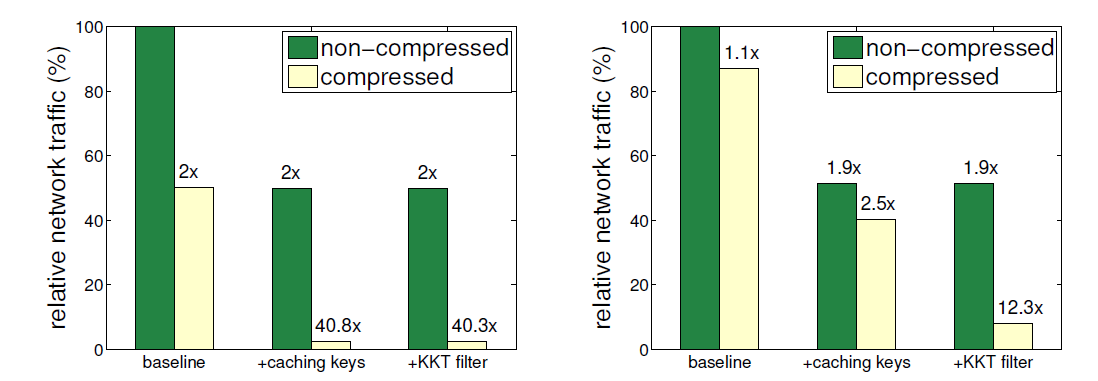 relative network traffic (%)
100
80
60
40
20
0
non−compressed
compressed
2x
2x
2x
40.8x
40.3x
baseline
+caching keys
+KKT filter
relative network traffic (%)
100
80
60
40
20
0
non−compressed
compressed
1.1x
1.9x
1.9x
2.5x
12.3x
baseline
+caching keys
+KKT filter